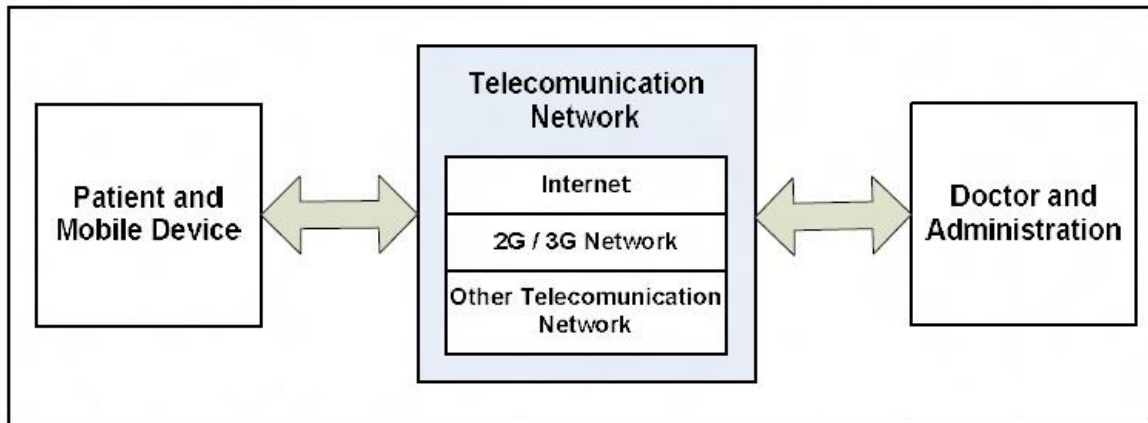 Patient and
Mobile Device
Telecomunication
Network
Internet
2G / 3G Network
Other Telecomunication
Network
Doctor and
Administration